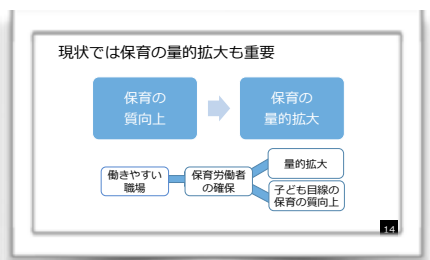 現状では保育の量的拡大も重要
保育の
質向上
保育の
量的拡大
働きやすい
職場
保育労働者
の確保
量的拡大
子ども目線の
保育の質向上
14